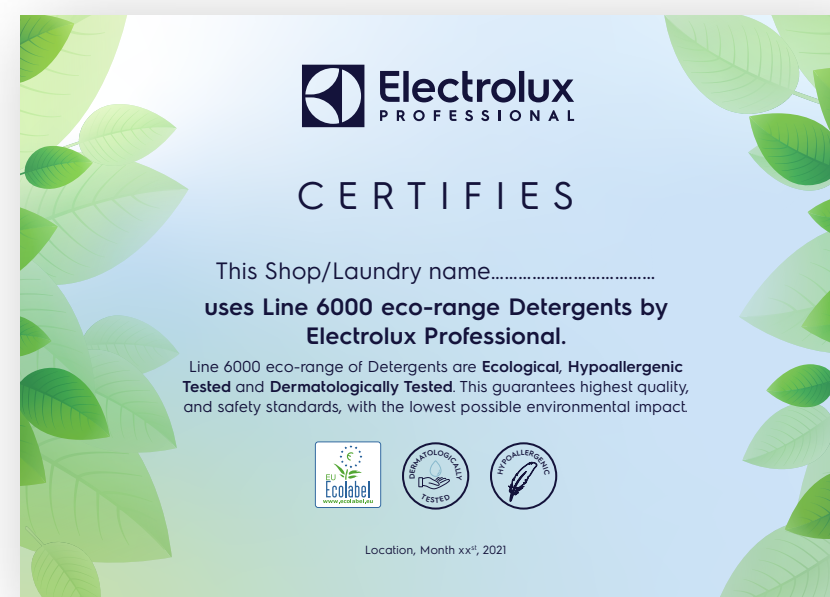 Electrolux
PROFESSIONAL
CERTIFIES
This Shop/Laundry name....................................
uses Line 6000 eco-range Detergents by
Electrolux Professional.
Line 6000 eco-range of Detergents are Ecological, Hypoallergenic
Tested and Dermatologically Tested. This guarantees highest quality,
and safety standards, with the lowest possible environmental impact.
EU
Ecolabel
www.ecolabel.eu
DERMATOLOGICALLY
TESTED
HYPOALLERGENIC
Location, Month xxst, 2021